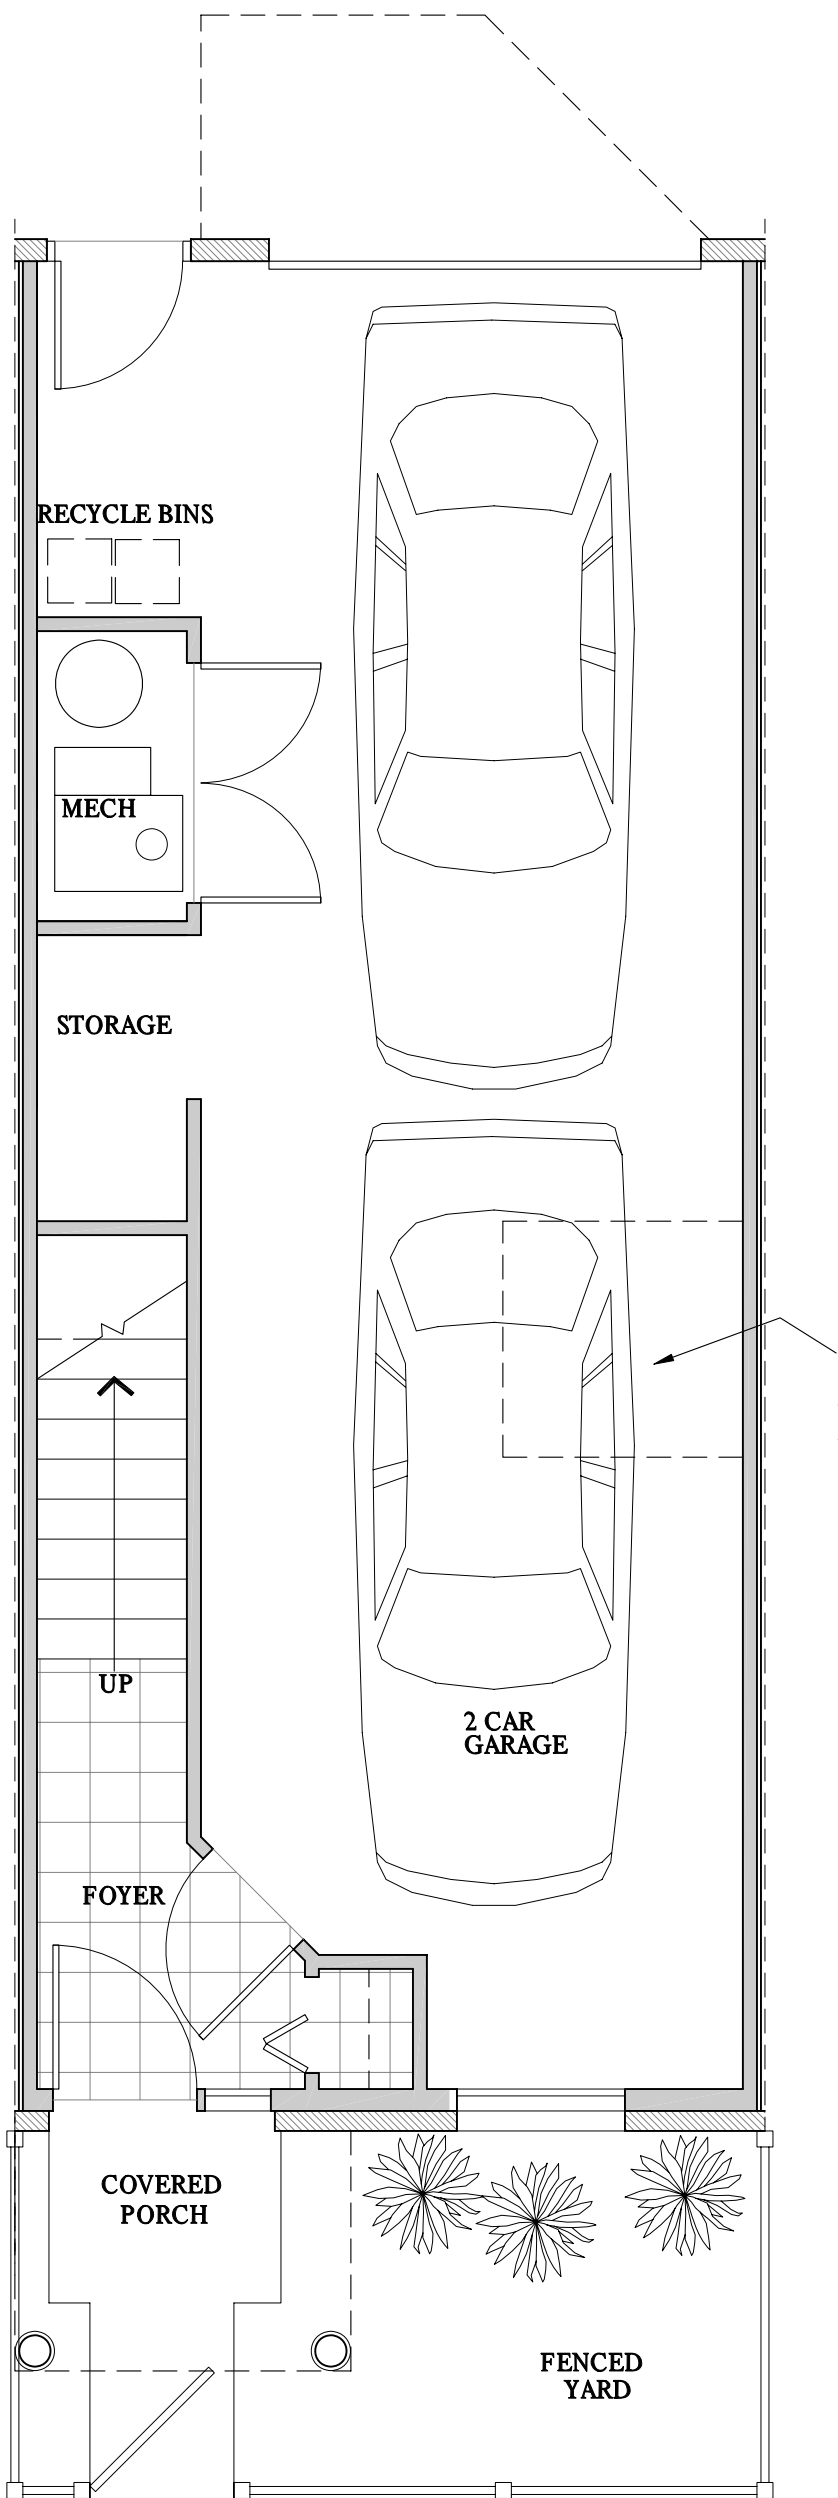 RECYCLE BINS
MECH
STORAGE
UP
2 CAR
GARAGE
FOYER
COVERED
PORCH
FENCED
YARD